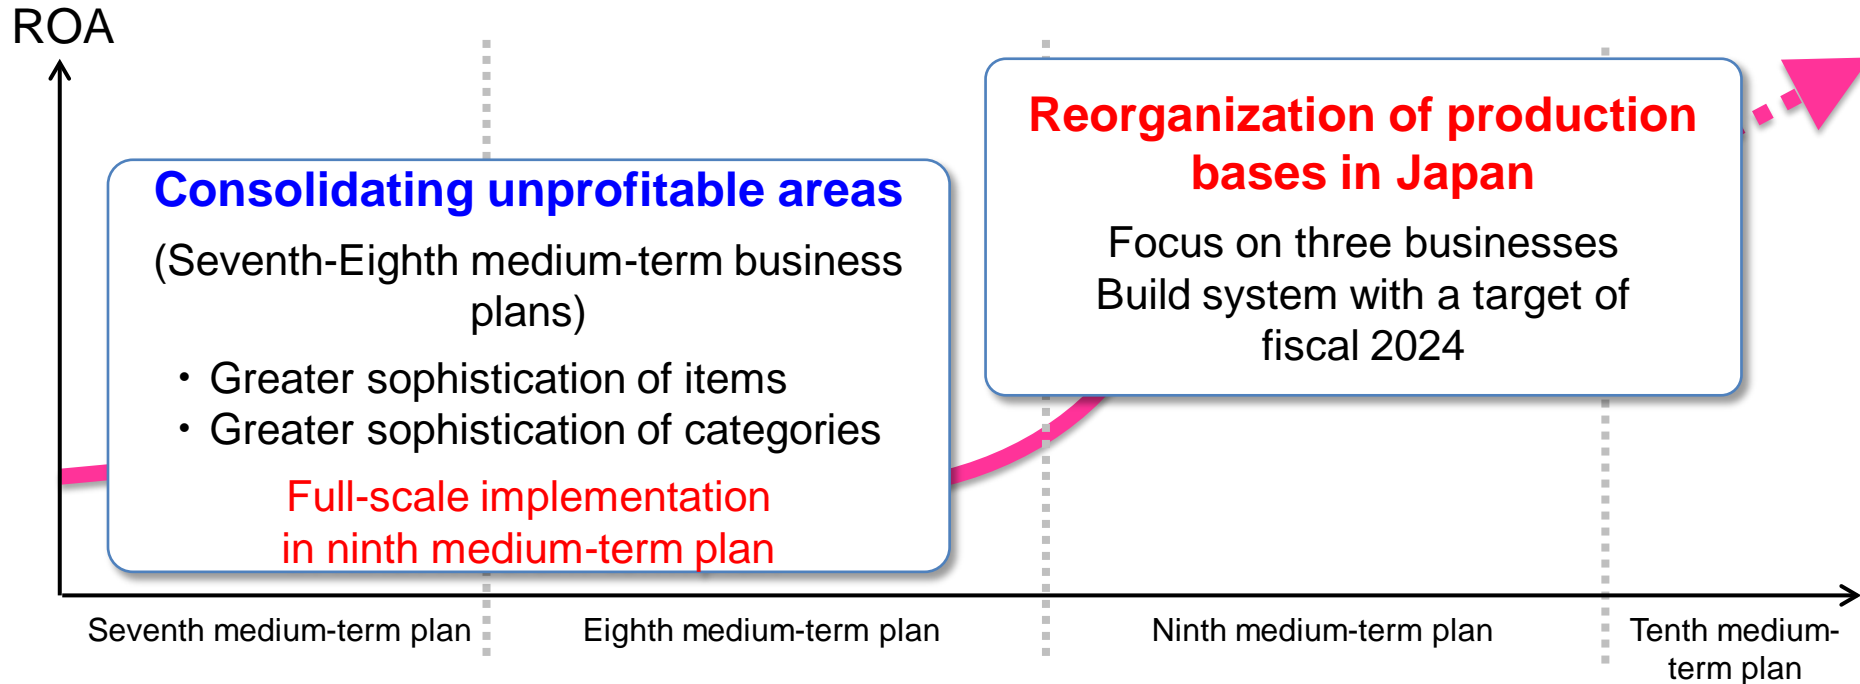 ROA
Consolidating unprofitable areas
(Seventh-Eighth medium-term business
plans)
・Greater sophistication of items
・Greater sophistication of categories
Full-scale implementation
in ninth medium-term plan
Reorganization of production
bases in Japan
Focus on three businesses
Build system with a target of
fiscal 2024
Seventh medium-term plan
Eighth medium-term plan
Ninth medium-term plan
Tenth medium-
term plan